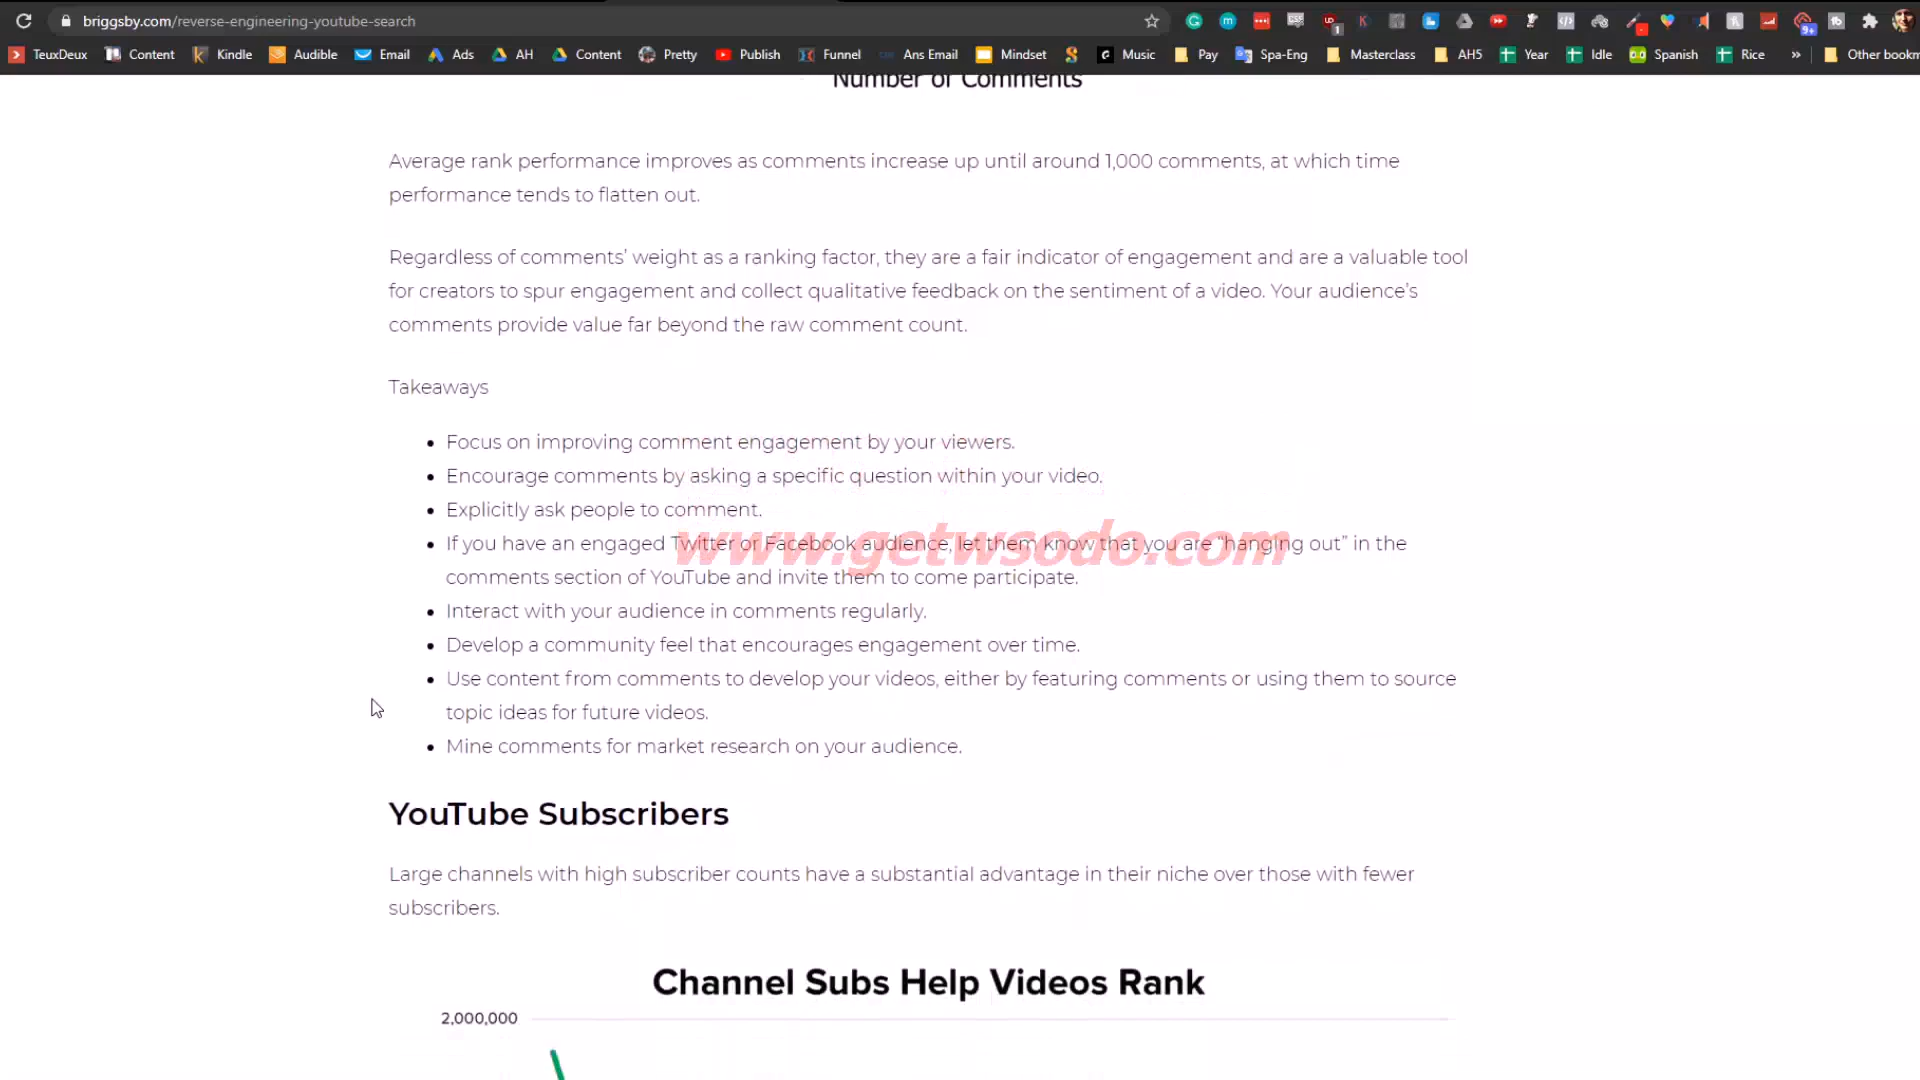 briggsby.com/reverse-engineering-youtube-search
TeuxDeux Content Kindle Audible Email Ads AH Content Pretty Publish Funnel Ans Email Mindset Music Pay Spa-Eng Masterclass AH5 Year Idle Spanish Rice » Other bookm
Number of Comments
Average rank performance improves as comments increase up until around 1,000 comments, at which time
performance tends to flatten out.
Regardless of comments’ weight as a ranking factor, they are a fair indicator of engagement and are a valuable tool
for creators to spur engagement and collect qualitative feedback on the sentiment of a video. Your audience’s
comments provide value far beyond the raw comment count.
Takeaways
Focus on improving comment engagement by your viewers.
Encourage comments by asking a specific question within your video.
Explicitly ask people to comment.
www.getwsodo.com
If you have an engaged Twitter or Facebook audience, let them know that you are “hanging out” in the
comments section of YouTube and invite them to come participate.
Interact with your audience in comments regularly.
Develop a community feel that encourages engagement over time.
Use content from comments to develop your videos, either by featuring comments or using them to source
topic ideas for future videos.
Mine comments for market research on your audience.
YouTube Subscribers
Large channels with high subscriber counts have a substantial advantage in their niche over those with fewer
subscribers.
Channel Subs Help Videos Rank
2,000,000